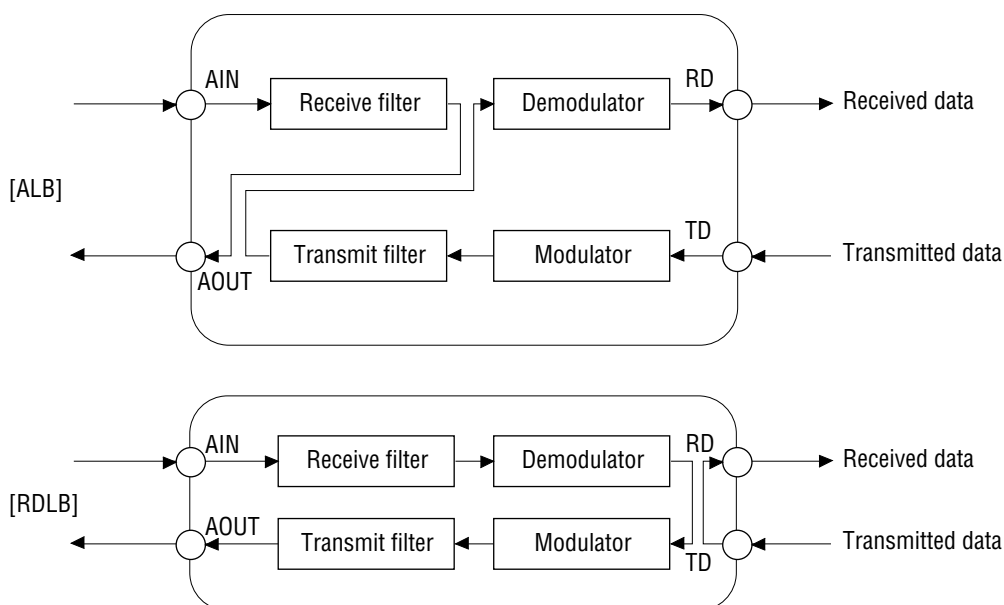 AIN
Receive filter
Demodulator
RD
Received data
[ALB]
AOUT
Transmit filter
Modulator
TD
Transmitted data
AIN
Receive filter
Demodulator
RD
Received data
[RDLB]
AOUT
Transmit filter
Modulator
TD
Transmitted data